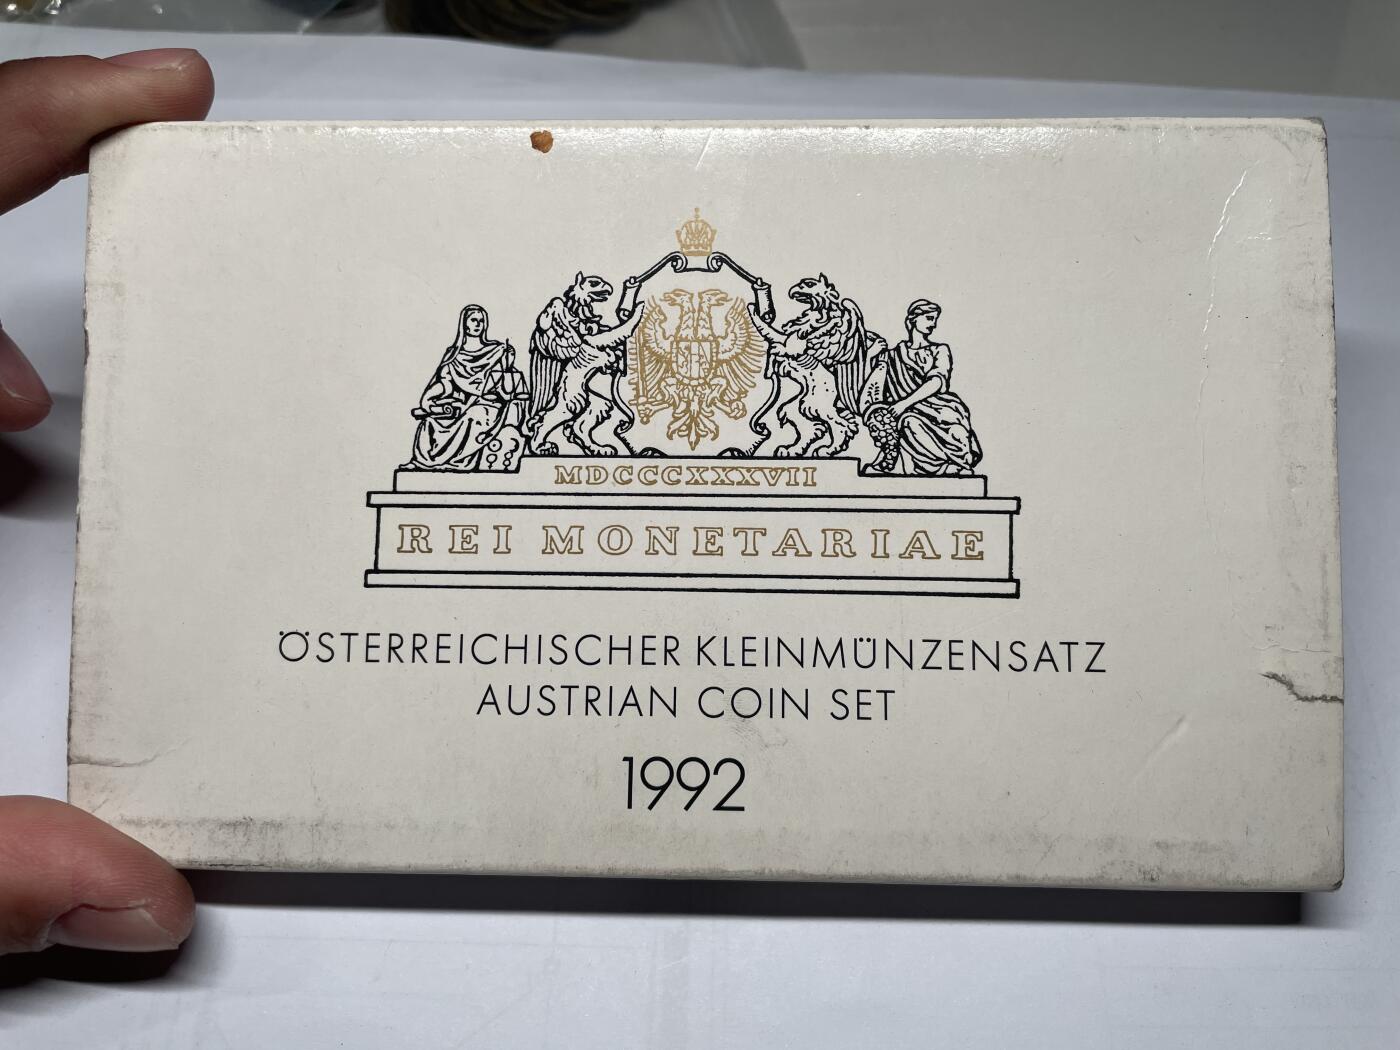 MDCCCXXXVII
REI MONETARIAE
ÖSTERREICHISCHER KLEINMÜNZENSATZ
AUSTRIAN COIN SET
1992